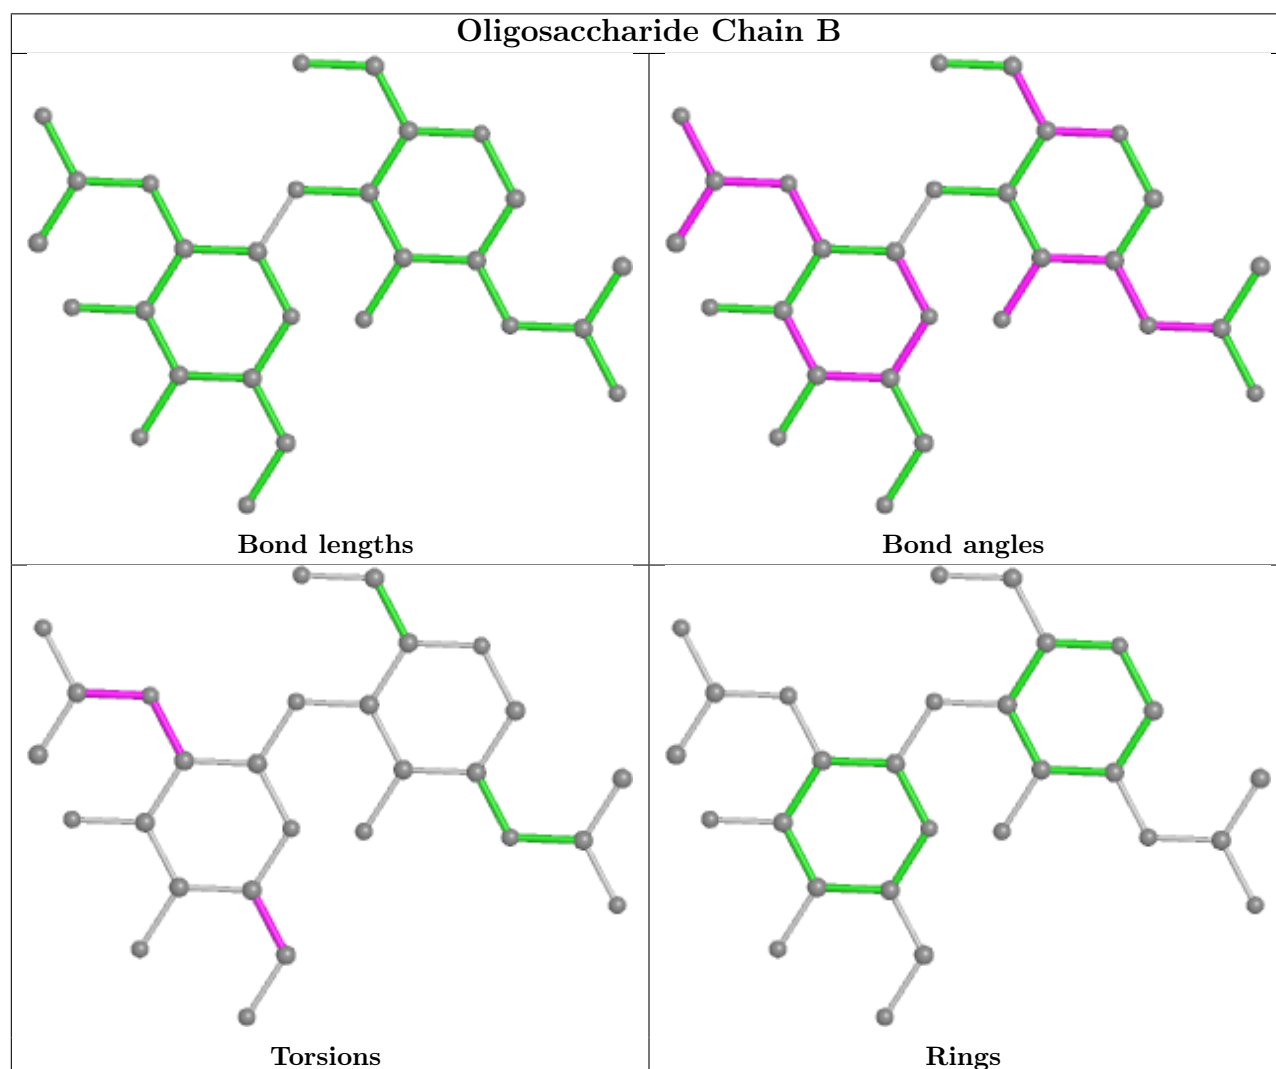 Oligosaccharide Chain B
Bond lengths
Bond angles
Torsions
Rings